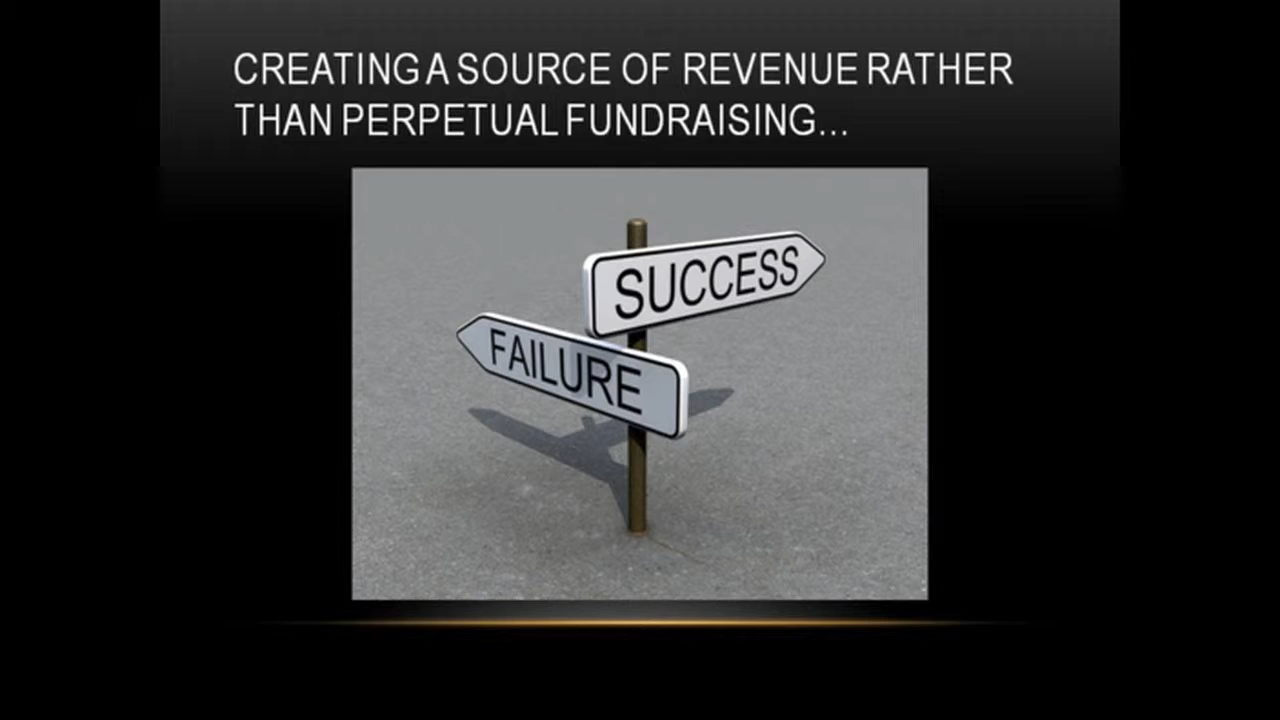 CREATING A SOURCE OF REVENUE RATHER
THAN PERPETUAL FUNDRAISING...
SUCCESS
FAILURE